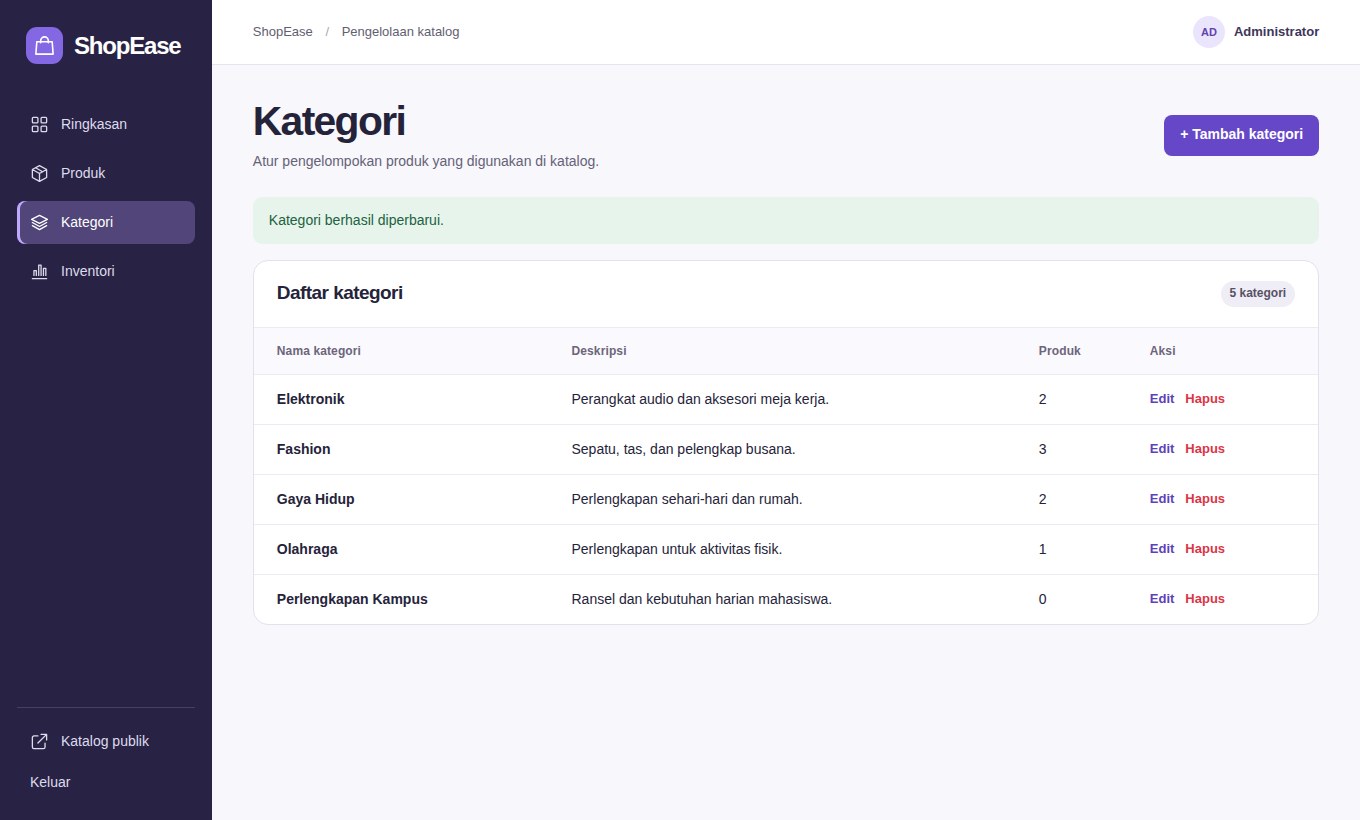 ShopEase
Ringkasan
Produk
Kategori
Inventori
Katalog publik
Keluar
ShopEase / Pengelolaan katalog
AD Administrator
Kategori
Atur pengelompokan produk yang digunakan di katalog.
+ Tambah kategori
Kategori berhasil diperbarui.
Daftar kategori
5 kategori
Nama kategori Deskripsi Produk Aksi
Elektronik Perangkat audio dan aksesori meja kerja. 2 Edit Hapus
Fashion Sepatu, tas, dan pelengkap busana. 3 Edit Hapus
Gaya Hidup Perlengkapan sehari-hari dan rumah. 2 Edit Hapus
Olahraga Perlengkapan untuk aktivitas fisik. 1 Edit Hapus
Perlengkapan Kampus Ransel dan kebutuhan harian mahasiswa. 0 Edit Hapus